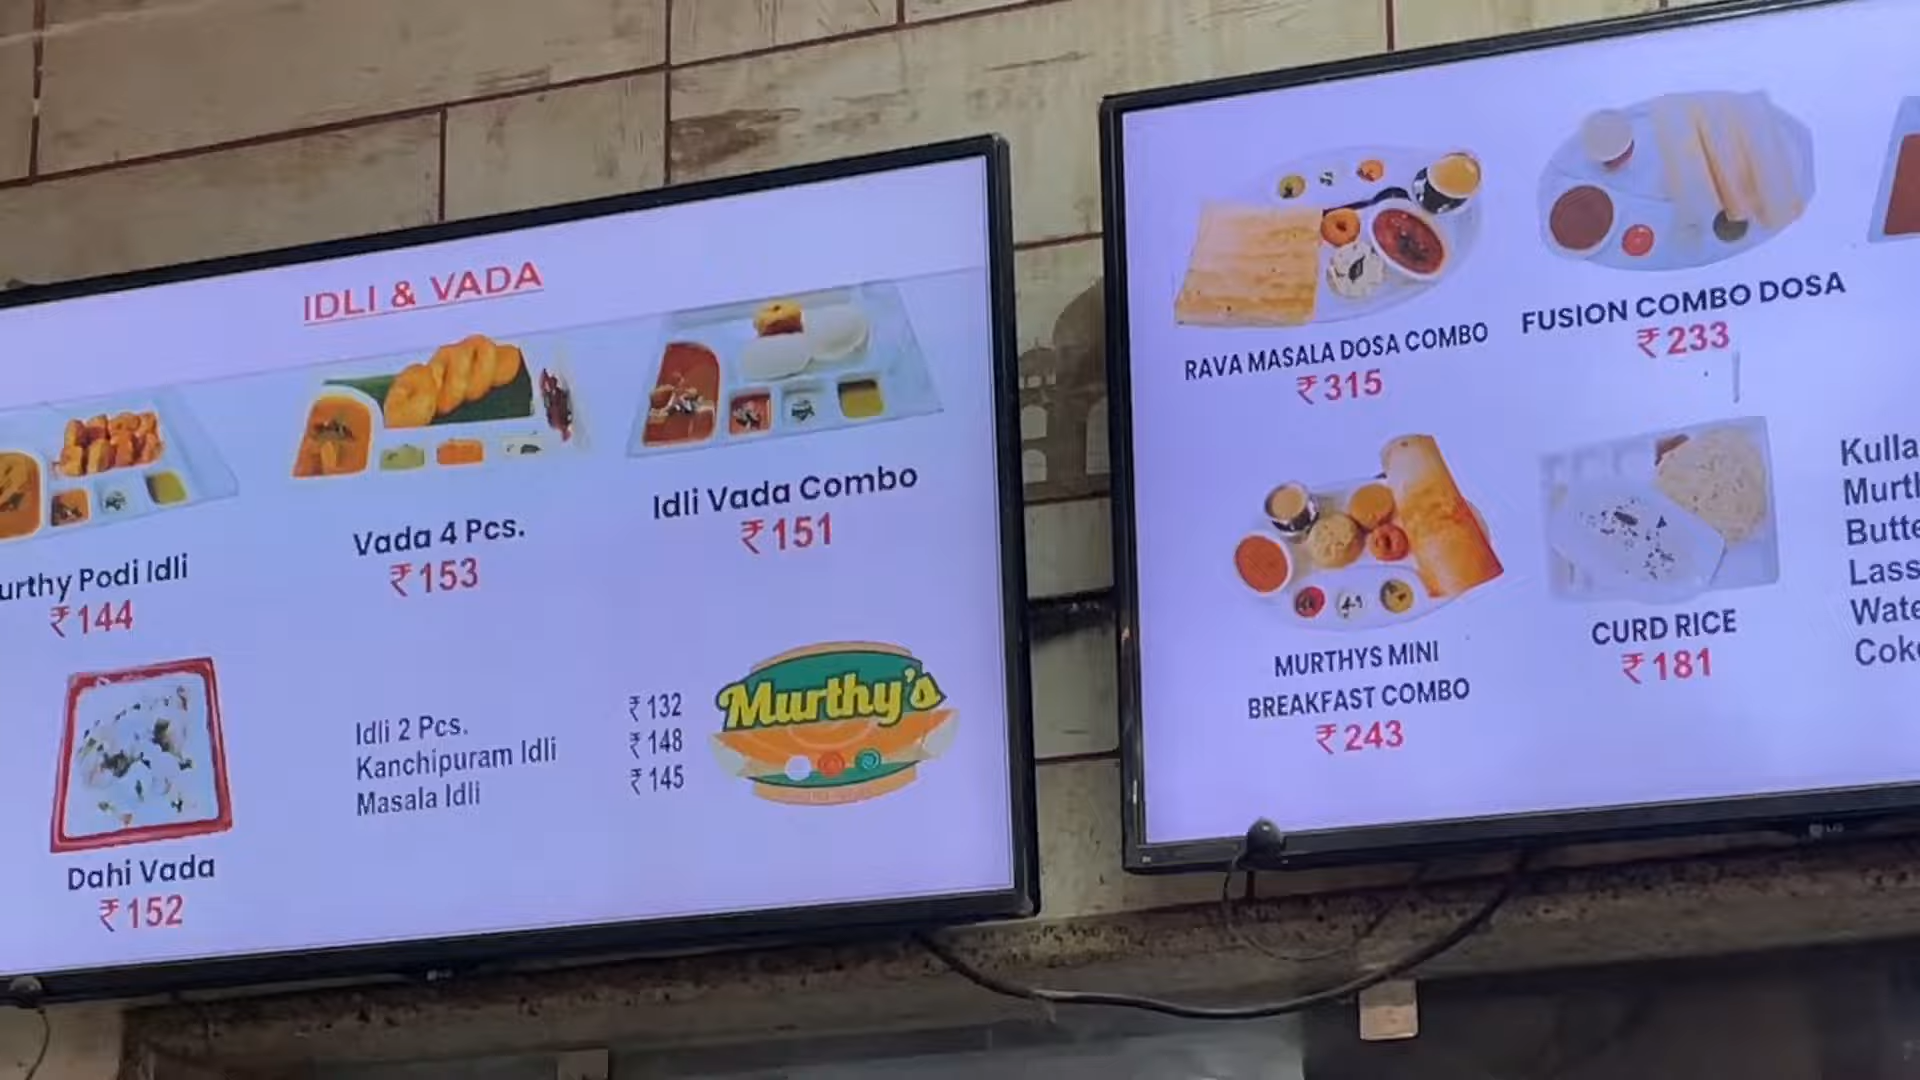 IDLI & VADA
urthy Podi Idli
₹144
Vada 4 Pcs.
₹153
Idli Vada Combo
₹151
Dahi Vada
₹152
Idli 2 Pcs. ₹132
Kanchipuram Idli ₹148
Masala Idli ₹145
Murthy's
RAVA MASALA DOSA COMBO
₹315
FUSION COMBO DOSA
₹233
MURTHYS MINI
BREAKFAST COMBO
₹243
CURD RICE
₹181
Kulla
Murth
Butte
Lass
Wate
Coke
LG